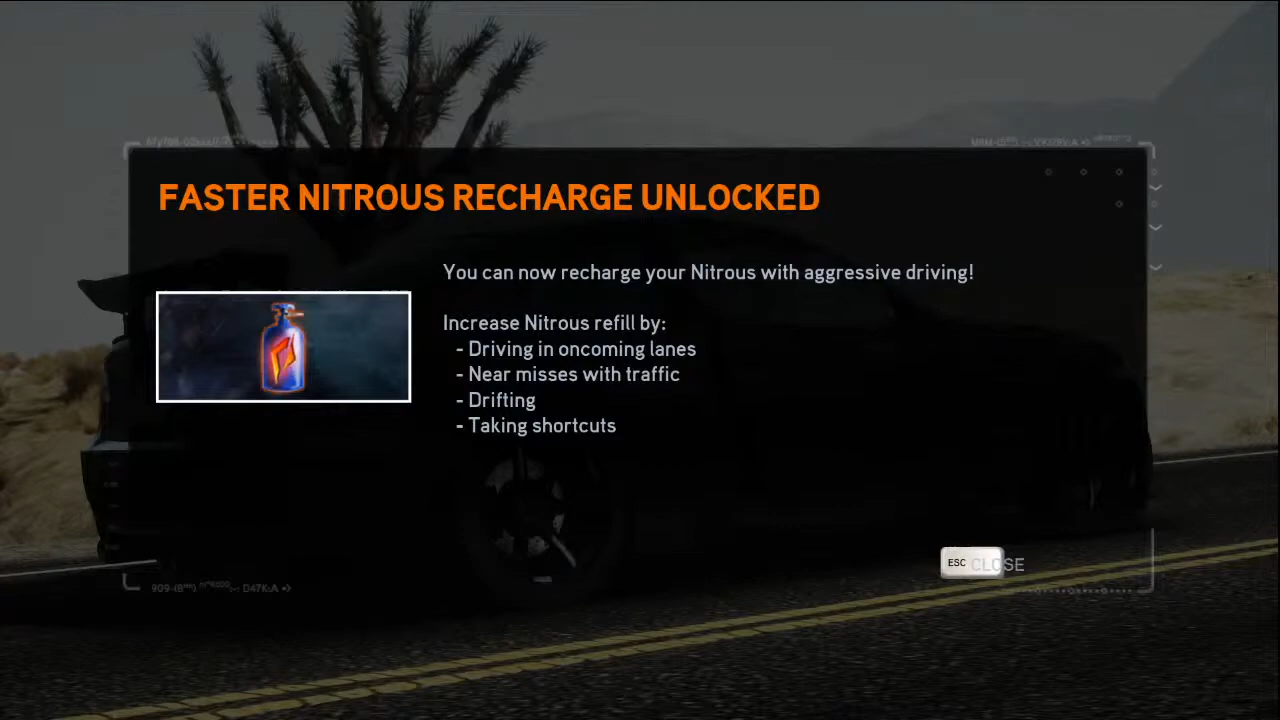 FASTER NITROUS RECHARGE UNLOCKED
You can now recharge your Nitrous with aggressive driving!
Increase Nitrous refill by:
- Driving in oncoming lanes
- Near misses with traffic
- Drifting
- Taking shortcuts
ESC CLOSE